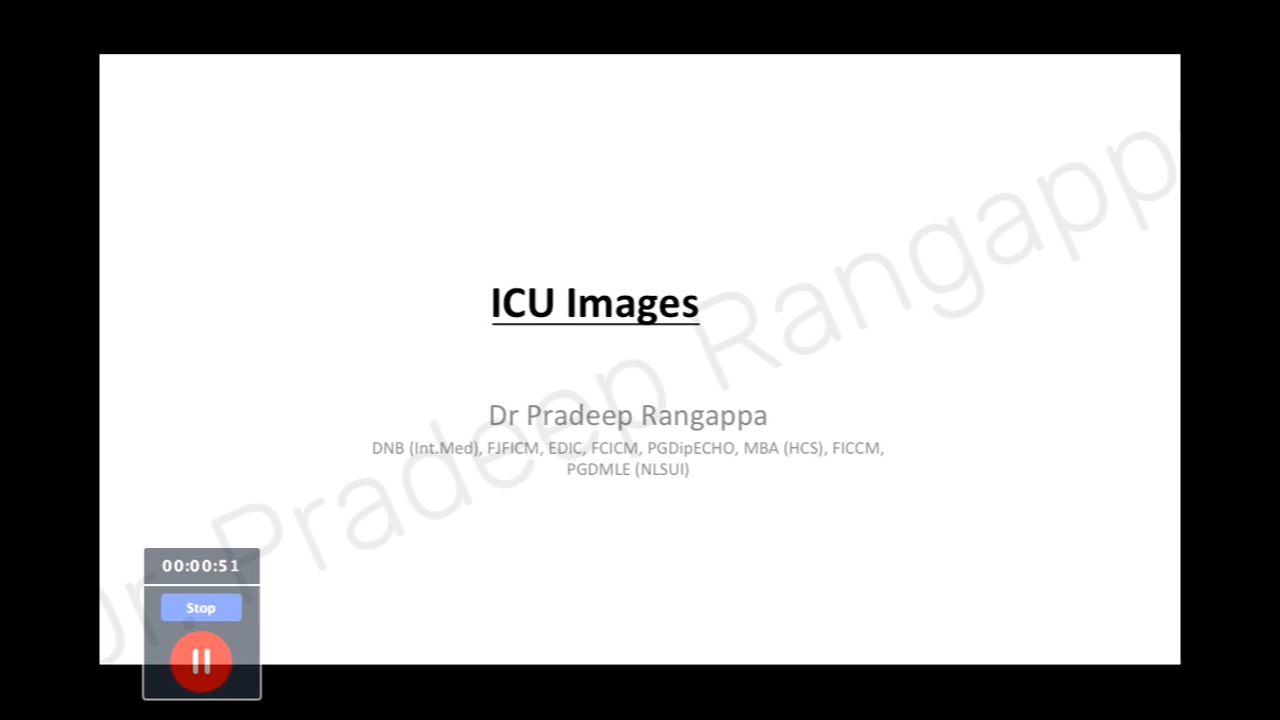 ICU Images
Dr Pradeep Rangappa
DNB (Int.Med), FJFICM, EDIC, FCICM, PGDipECHO, MBA (HCS), FICCM,
PGDMLE (NLSUI)
Dr. Pradeep Rangapp
00:00:51
Stop